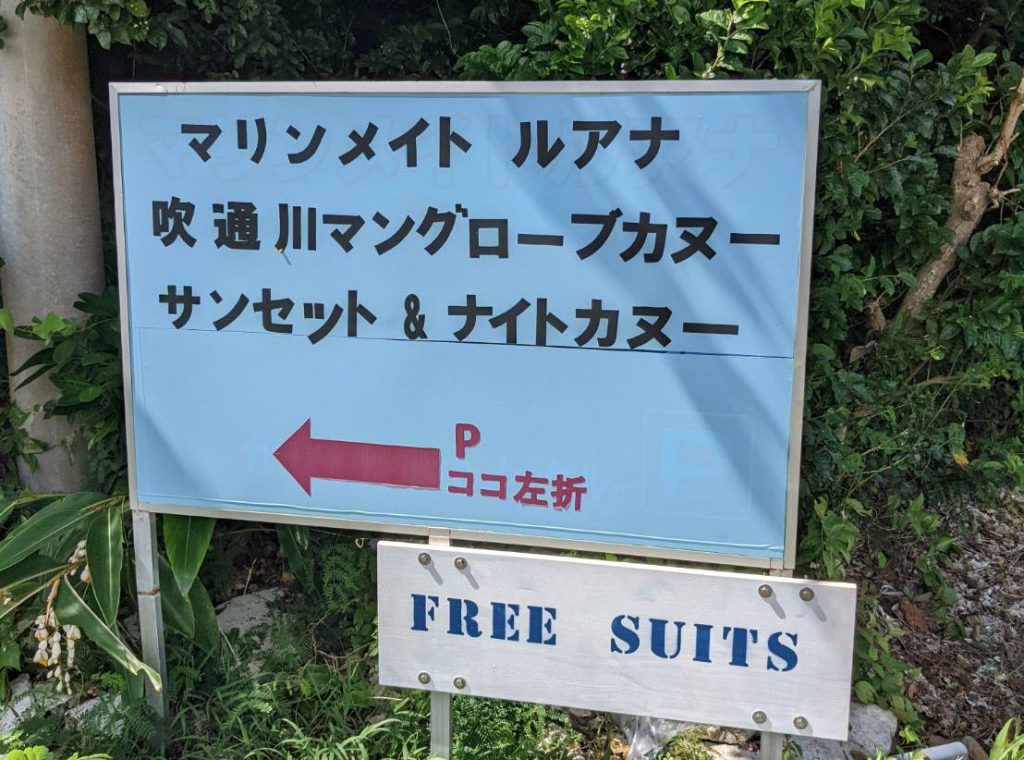 マリンメイト ルアナ
吹通川マングローブカヌー
サンセット & ナイトカヌー
P
ココ左折
FREE SUITS